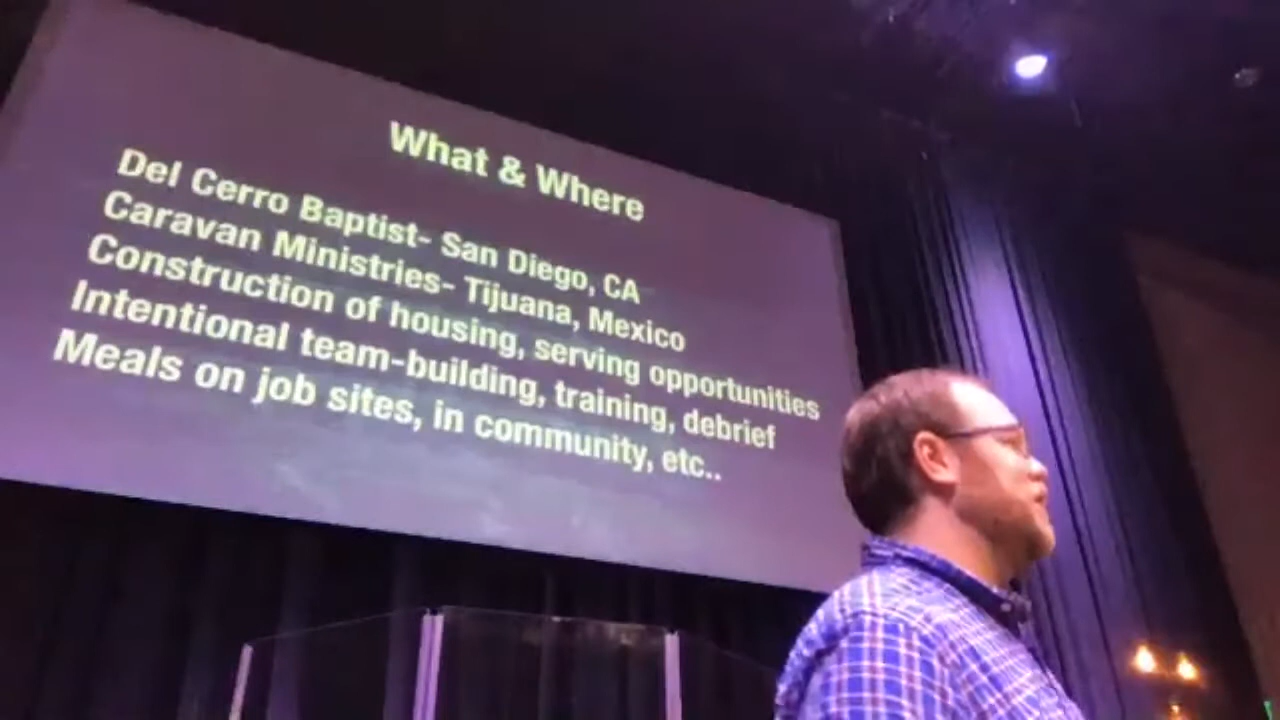 What & Where
Del Cerro Baptist- San Diego, CA
Caravan Ministries- Tijuana, Mexico
Construction of housing, serving opportunities
Intentional team-building, training, debrief
Meals on job sites, in community, etc..